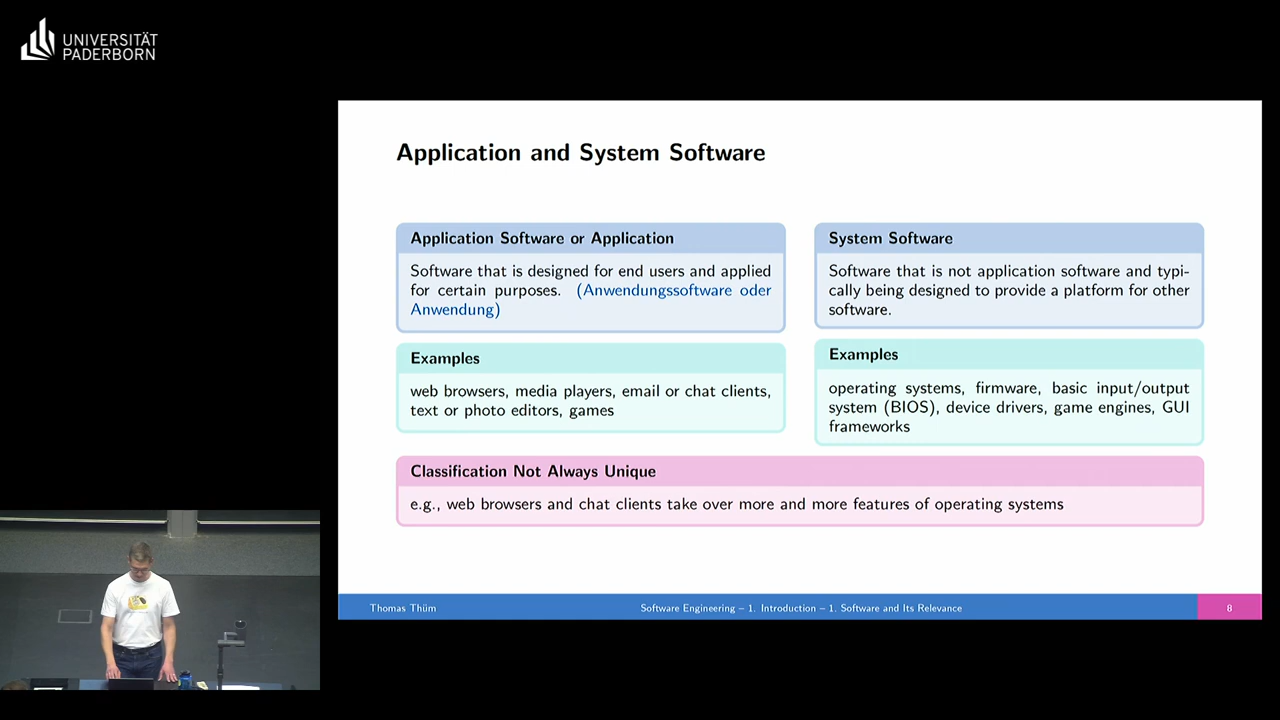 UNIVERSITÄT
PADERBORN
Application and System Software
Application Software or Application
Software that is designed for end users and applied
for certain purposes. (Anwendungssoftware oder
Anwendung)
Examples
web browsers, media players, email or chat clients,
text or photo editors, games
System Software
Software that is not application software and typi-
cally being designed to provide a platform for other
software.
Examples
operating systems, firmware, basic input/output
system (BIOS), device drivers, game engines, GUI
frameworks
Classification Not Always Unique
e.g., web browsers and chat clients take over more and more features of operating systems
Thomas Thüm
Software Engineering – 1. Introduction – 1. Software and Its Relevance
8